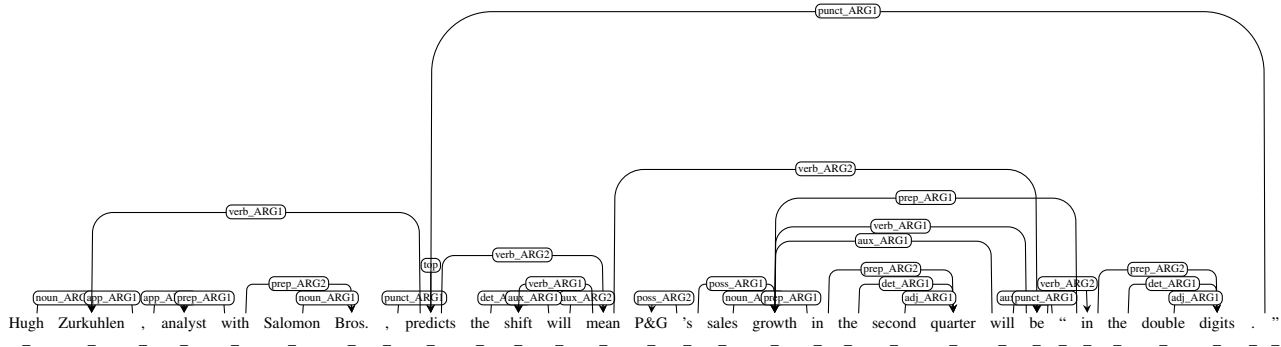 punct_ARG1
verb_ARG2
prep_ARG1
verb_ARG1
verb_ARG1
aux_ARG1
verb_ARG2
top
prep_ARG2
prep_ARG2
prep_ARG2
verb_ARG1
poss_ARG1
det_ARG1
verb_ARG2
det_ARG1
app_ARG1 prep_ARG1 noun_ARG1 punct_ARG1 aux_ARG1 aux_ARG2 poss_ARG2 prep_ARG1 adj_ARG1 punct_ARG1 adj_ARG1
Hugh Zurkuhlen , analyst with Salomon Bros. , predicts the shift will mean P&G 's sales growth in the second quarter will be “ in the double digits . ”
_ _ _ _ _ _ _ _ _ _ _ _ _ _ _ _ _ _ _ _ _ _ _ _ _ _ _ _ _ _